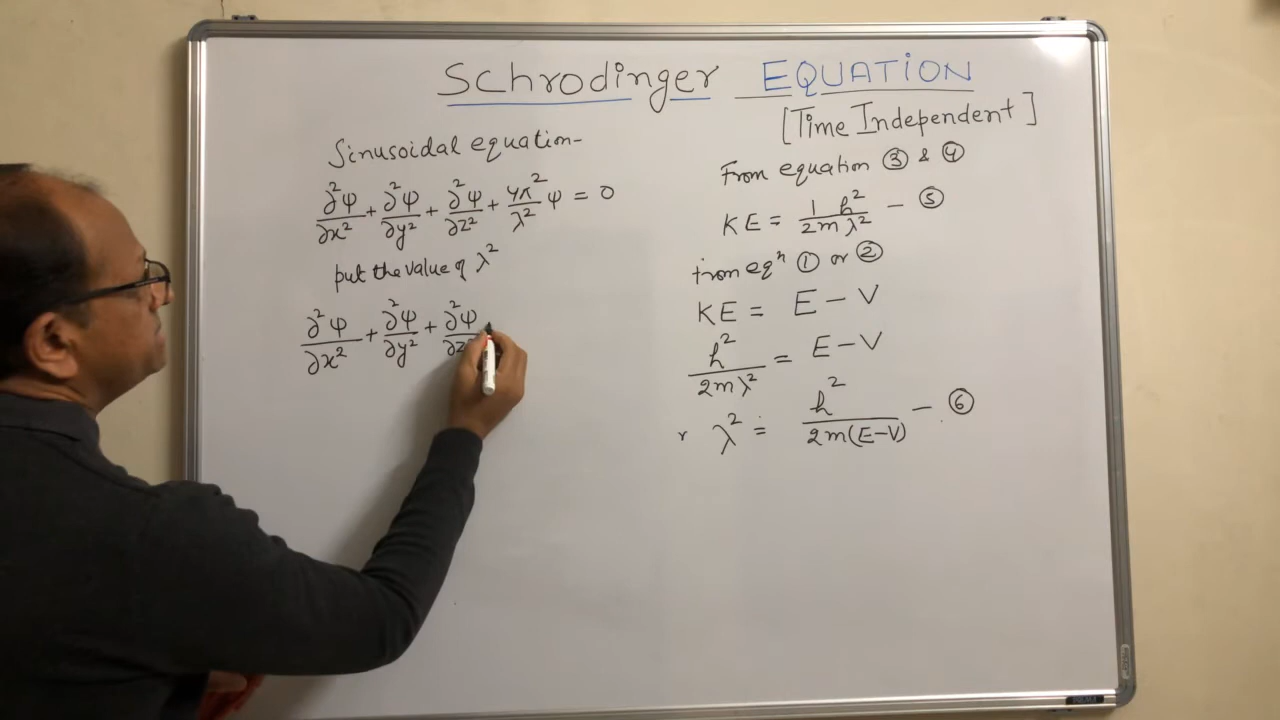 Schrodinger EQUATION
[Time Independent]
Sinusoidal equation-
∂²Ψ/∂x² + ∂²Ψ/∂y² + ∂²Ψ/∂z² + 4π²/λ² Ψ = 0
put the value of λ²
∂²Ψ/∂x² + ∂²Ψ/∂y² + ∂²Ψ/∂z
From equation ③ & ④
KE = 1/2m h²/λ² - ⑤
from eqⁿ ① or ②
KE = E - V
h²/2mλ² = E - V
r λ² = h²/2m(E-V) - ⑥